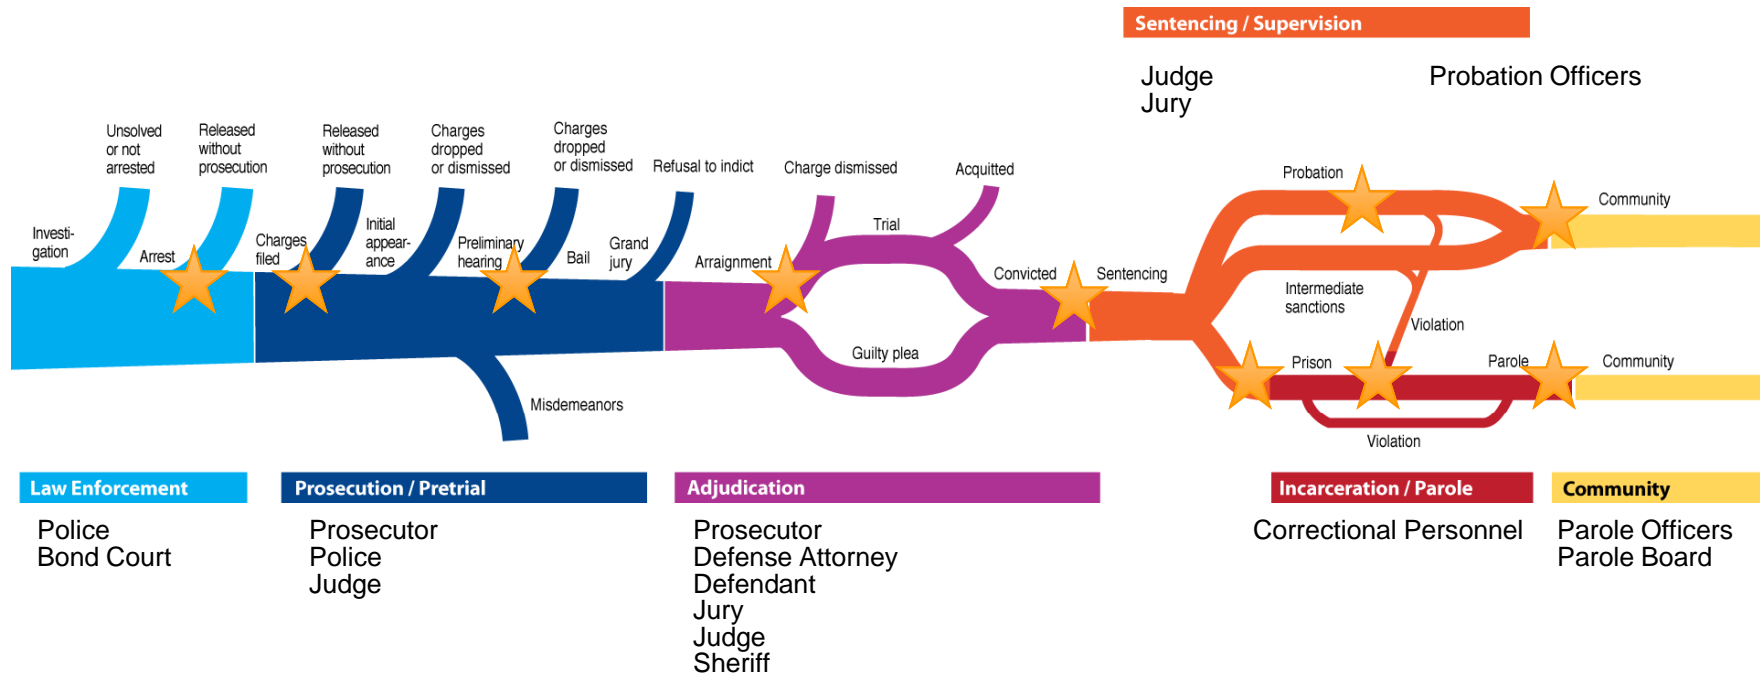 Sentencing / Supervision
Judge
Jury
Probation Officers
Unsolved
or not
arrested
Released
without
prosecution
Released
without
prosecution
Charges
dropped
or dismissed
Charges
dropped
or dismissed
Refusal to indict
Charge dismissed
Acquitted
Probation
Community
Investi-
gation
Arrest
Charges
filed
Initial
appear-
ance
Preliminary
hearing
Bail
Grand
jury
Arraignment
Trial
Convicted
Sentencing
Intermediate
sanctions
Violation
Guilty plea
Prison
Parole
Community
Misdemeanors
Violation
Law Enforcement
Police
Bond Court
Prosecution / Pretrial
Prosecutor
Police
Judge
Adjudication
Prosecutor
Defense Attorney
Defendant
Jury
Judge
Sheriff
Incarceration / Parole
Correctional Personnel
Community
Parole Officers
Parole Board